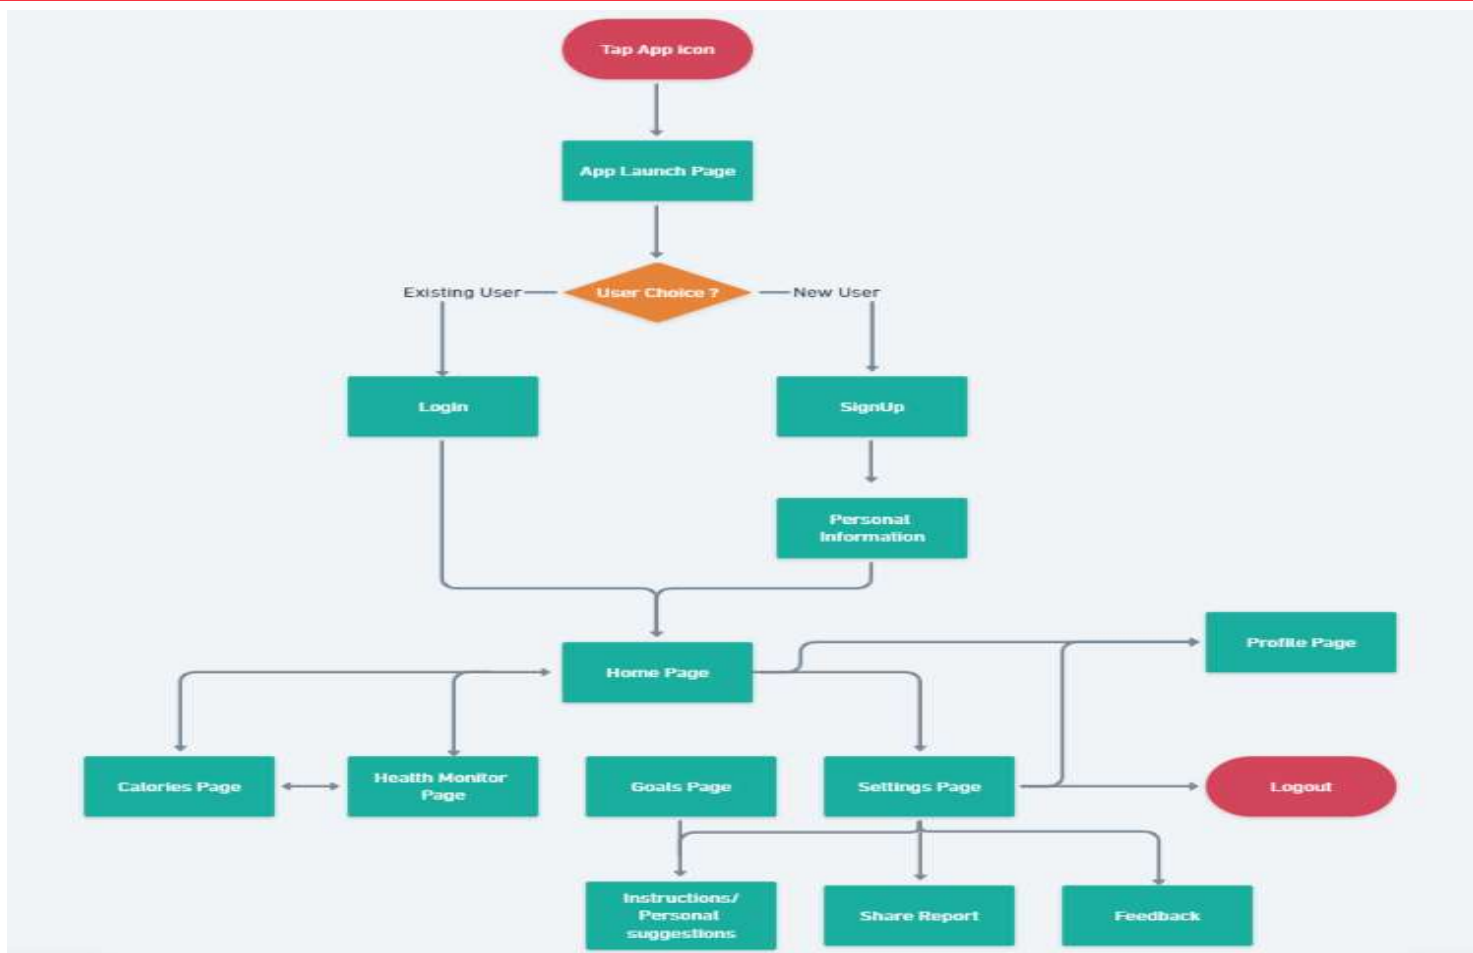 Tap App icon
App Launch Page
Existing User
User Choice ?
New User
LogIn
SignUp
Personal
Information
Home Page
Profile Page
Calories Page
Health Monitor
Page
Goals Page
Settings Page
Logout
Instructions/
Personal
suggestions
Share Report
Feedback